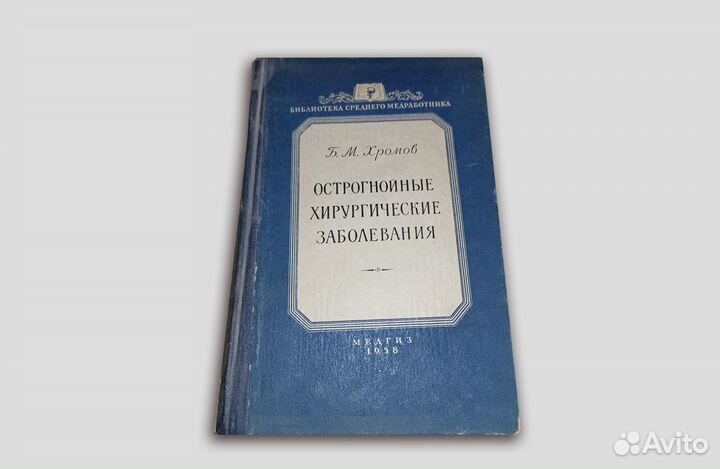 БИБЛИОТЕКА СРЕДНЕГО МЕДРАБОТНИКА
Б. М. Хромов
ОСТРОГНОЙНЫЕ
ХИРУРГИЧЕСКИЕ
ЗАБОЛЕВАНИЯ
МЕДГИЗ
1958
Avito